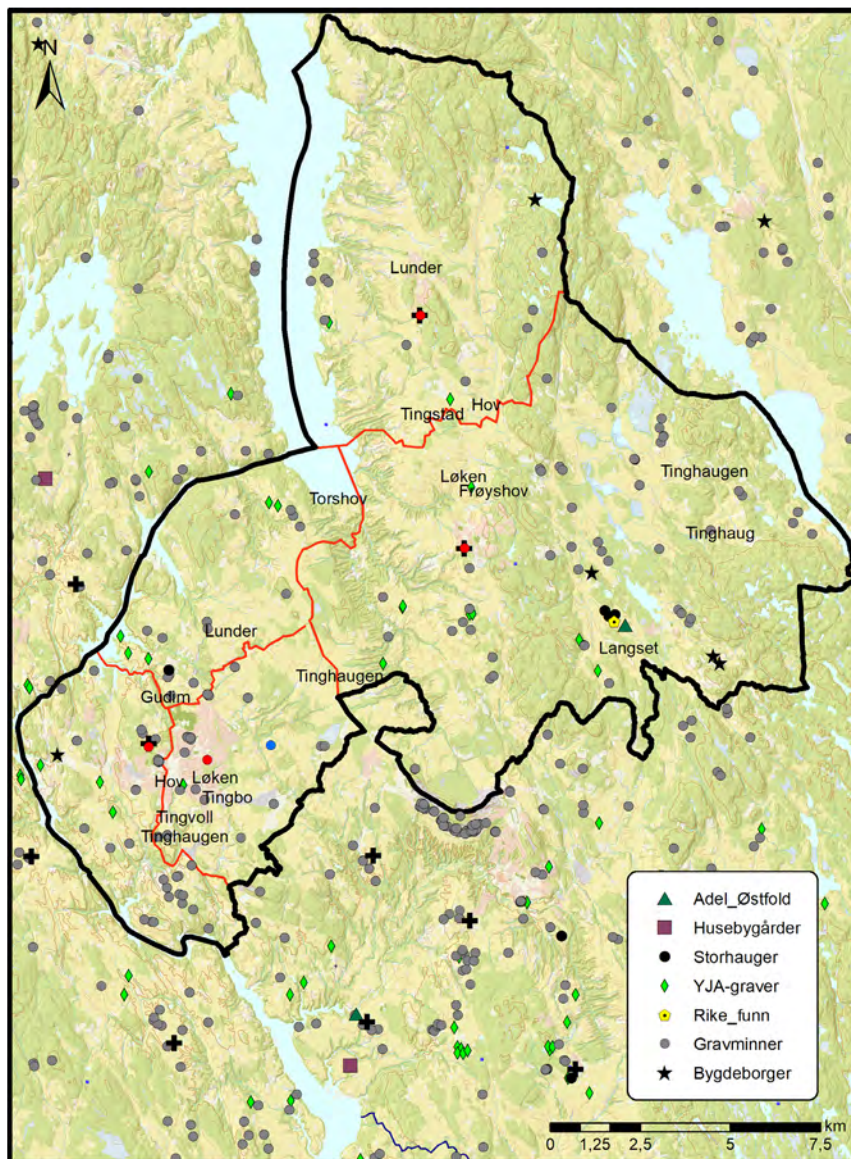 N
Lunder
Hov
Tingstad
Løken
Frøyshov
Torshov
Tinghaugen
Tinghaug
Lunder
Langset
Tinghaugen
Gudim
Hov
Løken
Tingbo
Tingvoll
Tinghaugen
Adel_Østfold
Husebygårder
Storhauger
YJA-graver
Rike_funn
Gravminner
Bygdeborger
km
0 1,25 2,5 5 7,5